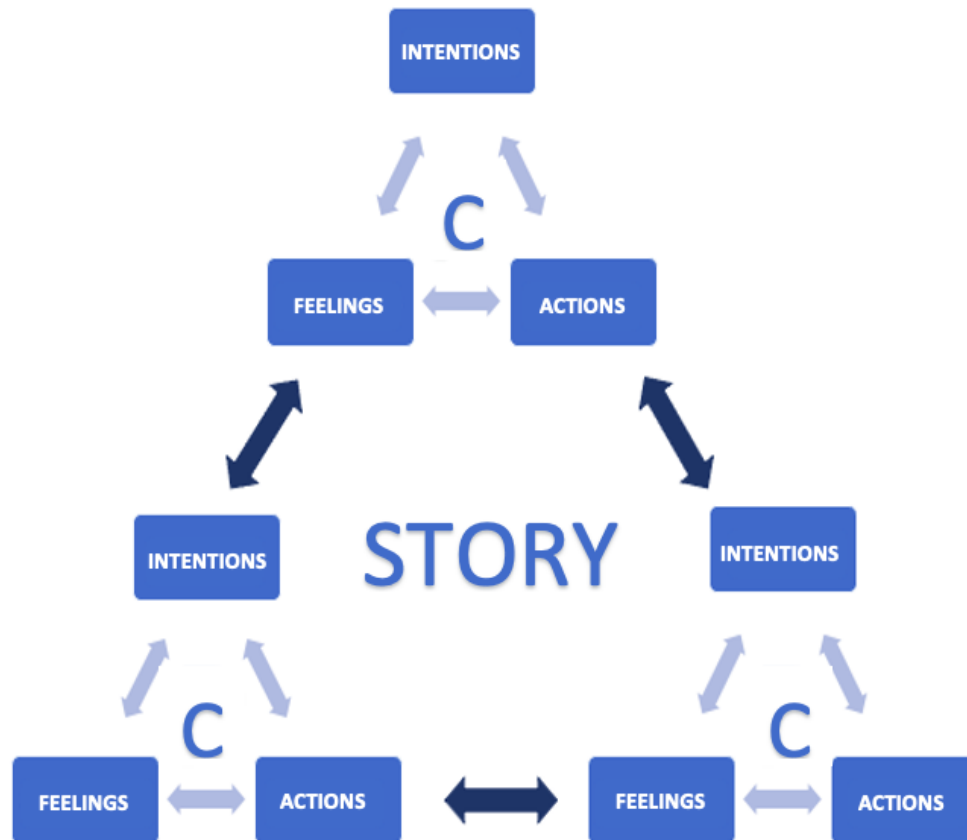 INTENTIONS
C
FEELINGS
ACTIONS
STORY
INTENTIONS
INTENTIONS
C
C
FEELINGS
ACTIONS
FEELINGS
ACTIONS